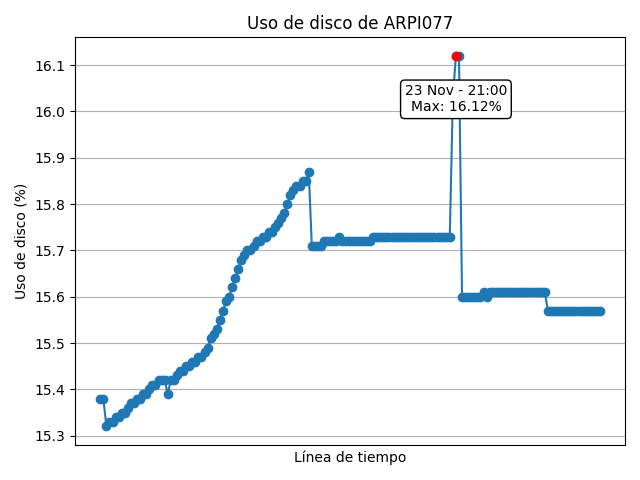 Uso de disco de ARPI077
Uso de disco (%)
16.1
16.0
15.9
15.8
15.7
15.6
15.5
15.4
15.3
23 Nov - 21:00
Max: 16.12%
Línea de tiempo